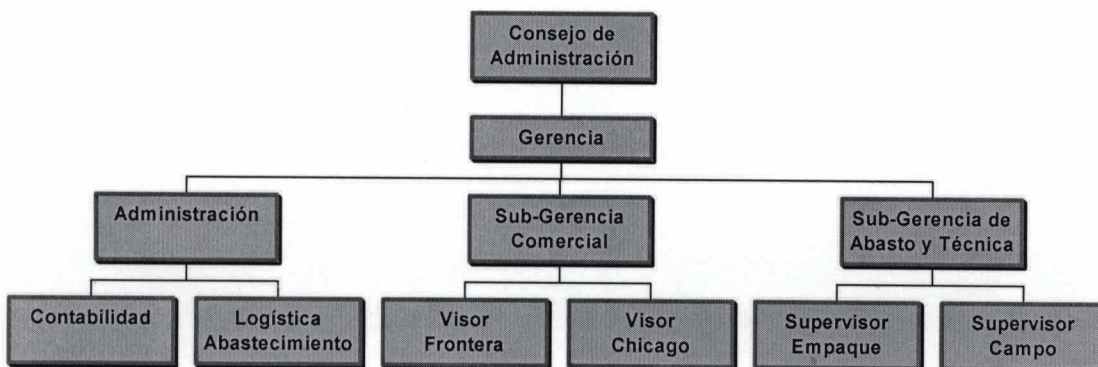 Consejo de
Administración
Gerencia
Administración
Sub-Gerencia
Comercial
Sub-Gerencia de
Abasto y Técnica
Contabilidad
Logística
Abastecimiento
Visor
Frontera
Visor
Chicago
Supervisor
Empaque
Supervisor
Campo